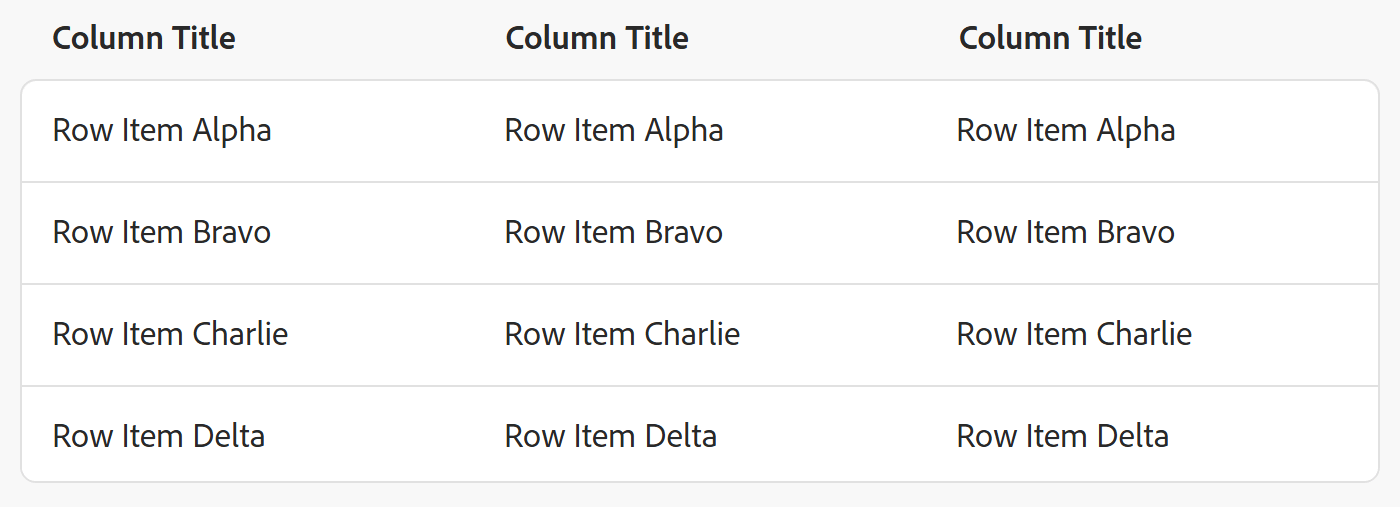 Column Title Column Title Column Title
Row Item Alpha Row Item Alpha Row Item Alpha
Row Item Bravo Row Item Bravo Row Item Bravo
Row Item Charlie Row Item Charlie Row Item Charlie
Row Item Delta Row Item Delta Row Item Delta